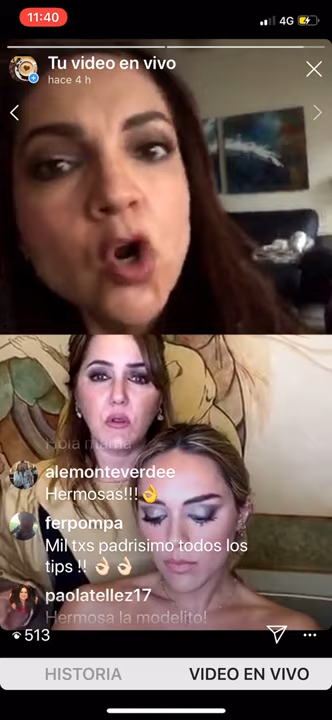 11:40
4G
Tu video en vivo
hace 4 h
Hola mama
alemonteverdee
Hermosas!!!👌
ferpompa
Mil txs padrisimo todos los
tips !! 👌🏻 👌🏻
paolatellez17
Hermosa la modelito!
513
HISTORIA
VIDEO EN VIVO